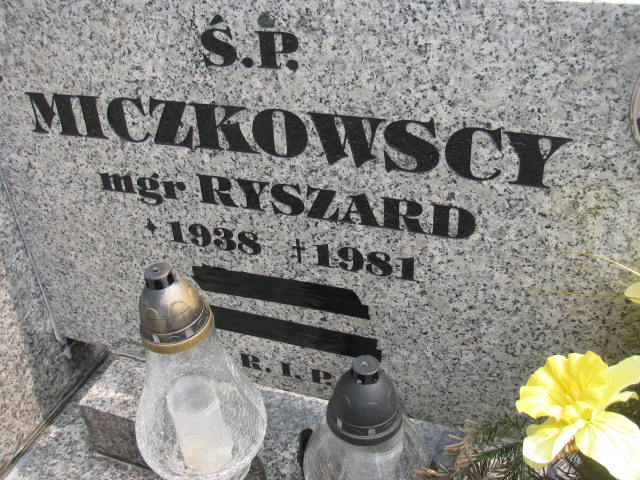 Ś.P.
MICZKOWSCY
mgr RYSZARD
* 1938 † 1981
R.I.P.